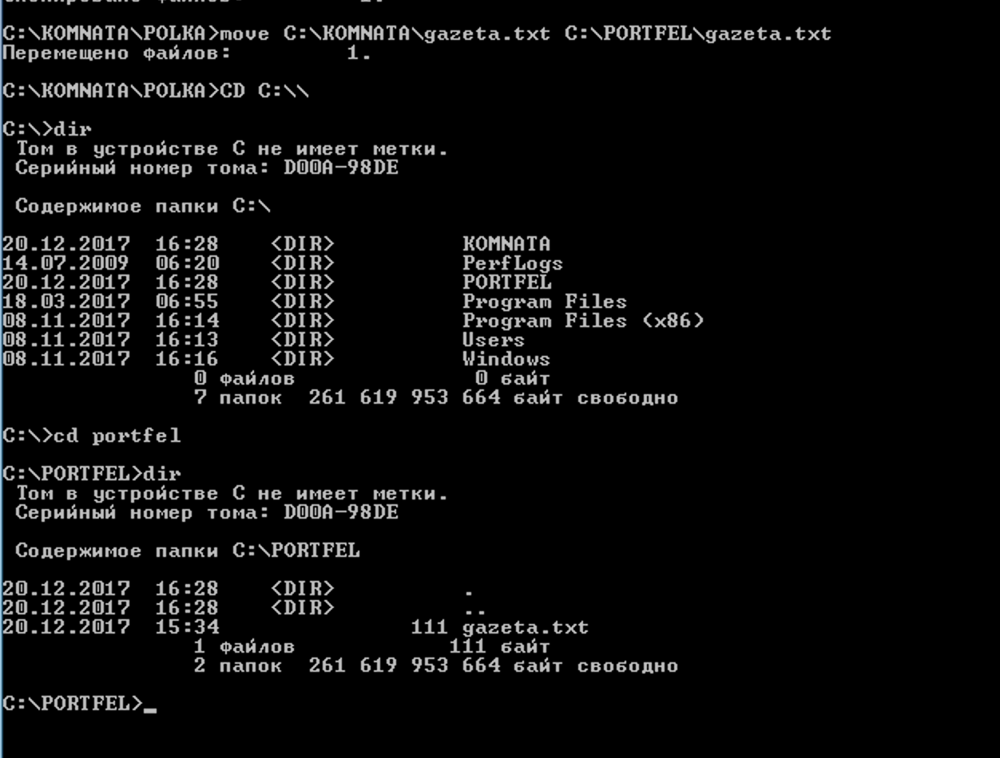 C:\KOMNATA\POLKA>move C:\KOMNATA\gazeta.txt C:\PORTFEL\gazeta.txt
Перемещено файлов:         1.
C:\KOMNATA\POLKA>CD C:\\
C:\>dir
Том в устройстве C не имеет метки.
Серийный номер тома: D00A-98DE
Содержимое папки C:\
20.12.2017  16:28    <DIR>          KOMNATA
14.07.2009  06:20    <DIR>          PerfLogs
20.12.2017  16:28    <DIR>          PORTFEL
18.03.2017  06:55    <DIR>          Program Files
08.11.2017  16:14    <DIR>          Program Files (x86)
08.11.2017  16:13    <DIR>          Users
08.11.2017  16:16    <DIR>          Windows
0 файлов              0 байт
7 папок  261 619 953 664 байт свободно
C:\>cd portfel
C:\PORTFEL>dir
Том в устройстве C не имеет метки.
Серийный номер тома: D00A-98DE
Содержимое папки C:\PORTFEL
20.12.2017  16:28    <DIR>          .
20.12.2017  16:28    <DIR>          ..
20.12.2017  15:34               111 gazeta.txt
1 файлов            111 байт
2 папок  261 619 953 664 байт свободно
C:\PORTFEL>_